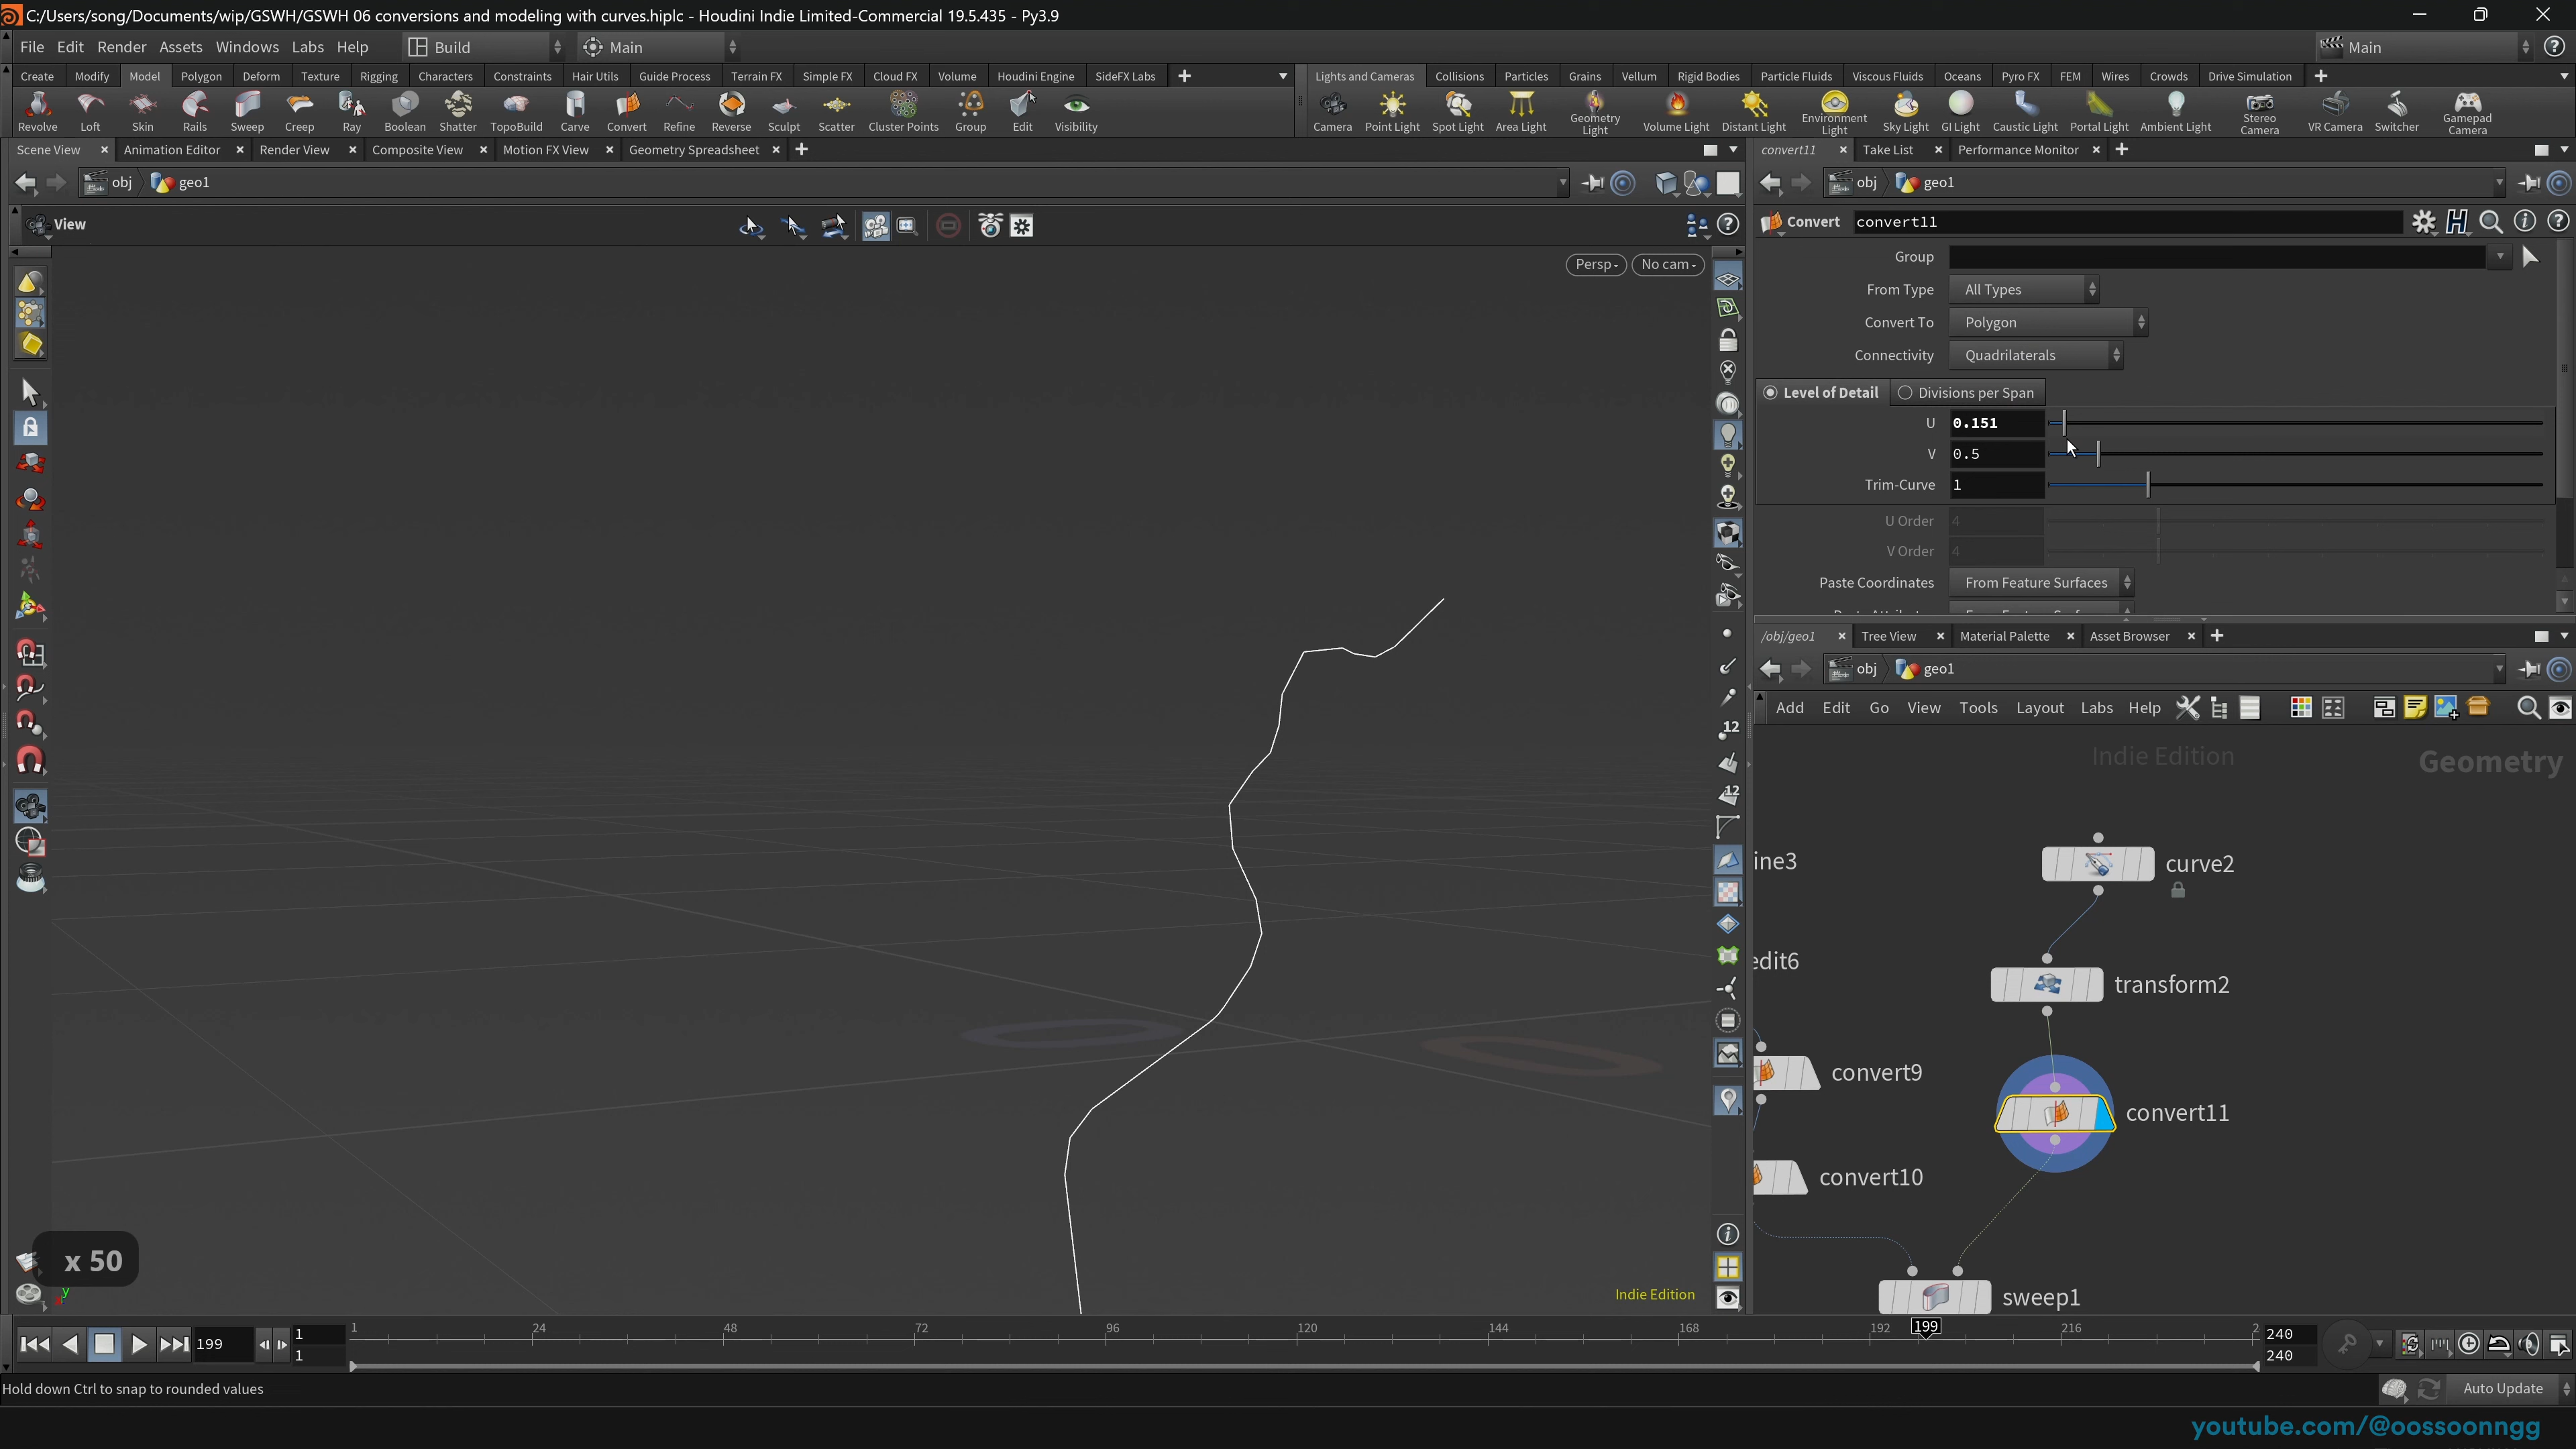 C:/Users/song/Documents/wip/GSWH/GSWH 06 conversions and modeling with curves.hiplc - Houdini Indie Limited-Commercial 19.5.435 - Py3.9
File Edit Render Assets Windows Labs Help Build Main Main
Create Modify Model Polygon Deform Texture Rigging Characters Constraints Hair Utils Guide Process Terrain FX Simple FX Cloud FX Volume Houdini Engine SideFX Labs
Lights and Cameras Collisions Particles Grains Vellum Rigid Bodies Particle Fluids Viscous Fluids Oceans Pyro FX FEM Wires Crowds Drive Simulation
Revolve Loft Skin Rails Sweep Creep Ray Boolean Shatter TopoBuild Carve Convert Refine Reverse Sculpt Scatter Cluster Points Group Edit Visibility
Camera Point Light Spot Light Area Light Geometry Light Volume Light Distant Light Environment Light Sky Light GI Light Caustic Light Portal Light Ambient Light Stereo Camera VR Camera Switcher Gamepad Camera
Scene View Animation Editor Render View Composite View Motion FX View Geometry Spreadsheet
convert11 Take List Performance Monitor
obj geo1
obj geo1
View
Convert convert11
Persp No cam
Group
From Type All Types
Convert To Polygon
Connectivity Quadrilaterals
Level of Detail Divisions per Span
U 0.151
V 0.5
Trim-Curve 1
U Order 4
V Order 4
Paste Coordinates From Feature Surfaces
/obj/geo1 Tree View Material Palette Asset Browser
obj geo1
Add Edit Go View Tools Layout Labs Help
Indie Edition
Geometry
12
12
ine3
curve2
edit6
transform2
convert9
convert11
convert10
sweep1
x 50
y
Indie Edition
199 1 1
1 24 48 72 96 120 144 168 192 199 216 2
240
240
Hold down Ctrl to snap to rounded values
Auto Update
youtube.com/@oossoonngg